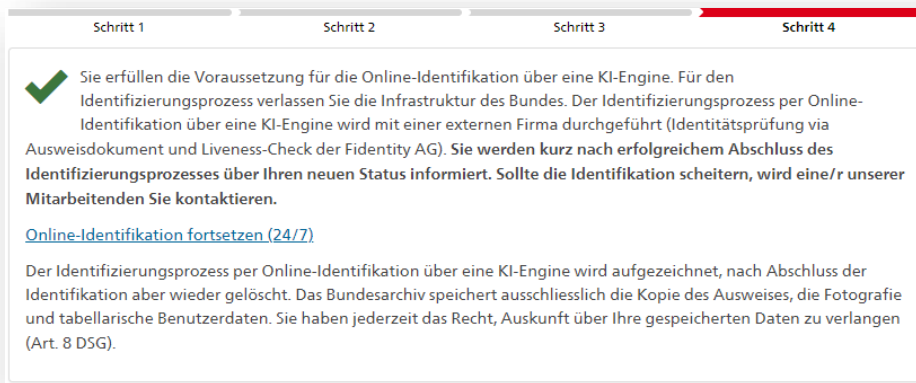 Schritt 1 Schritt 2 Schritt 3 Schritt 4
Sie erfüllen die Voraussetzung für die Online-Identifikation über eine KI-Engine. Für den
Identifizierungsprozess verlassen Sie die Infrastruktur des Bundes. Der Identifizierungsprozess per Online-
Identifikation über eine KI-Engine wird mit einer externen Firma durchgeführt (Identitätsprüfung via
Ausweisdokument und Liveness-Check der Fidentity AG). Sie werden kurz nach erfolgreichem Abschluss des
Identifizierungsprozesses über Ihren neuen Status informiert. Sollte die Identifikation scheitern, wird eine/r unserer
Mitarbeitenden Sie kontaktieren.
Online-Identifikation fortsetzen (24/7)
Der Identifizierungsprozess per Online-Identifikation über eine KI-Engine wird aufgezeichnet, nach Abschluss der
Identifikation aber wieder gelöscht. Das Bundesarchiv speichert ausschliesslich die Kopie des Ausweises, die Fotografie
und tabellarische Benutzerdaten. Sie haben jederzeit das Recht, Auskunft über Ihre gespeicherten Daten zu verlangen
(Art. 8 DSG).